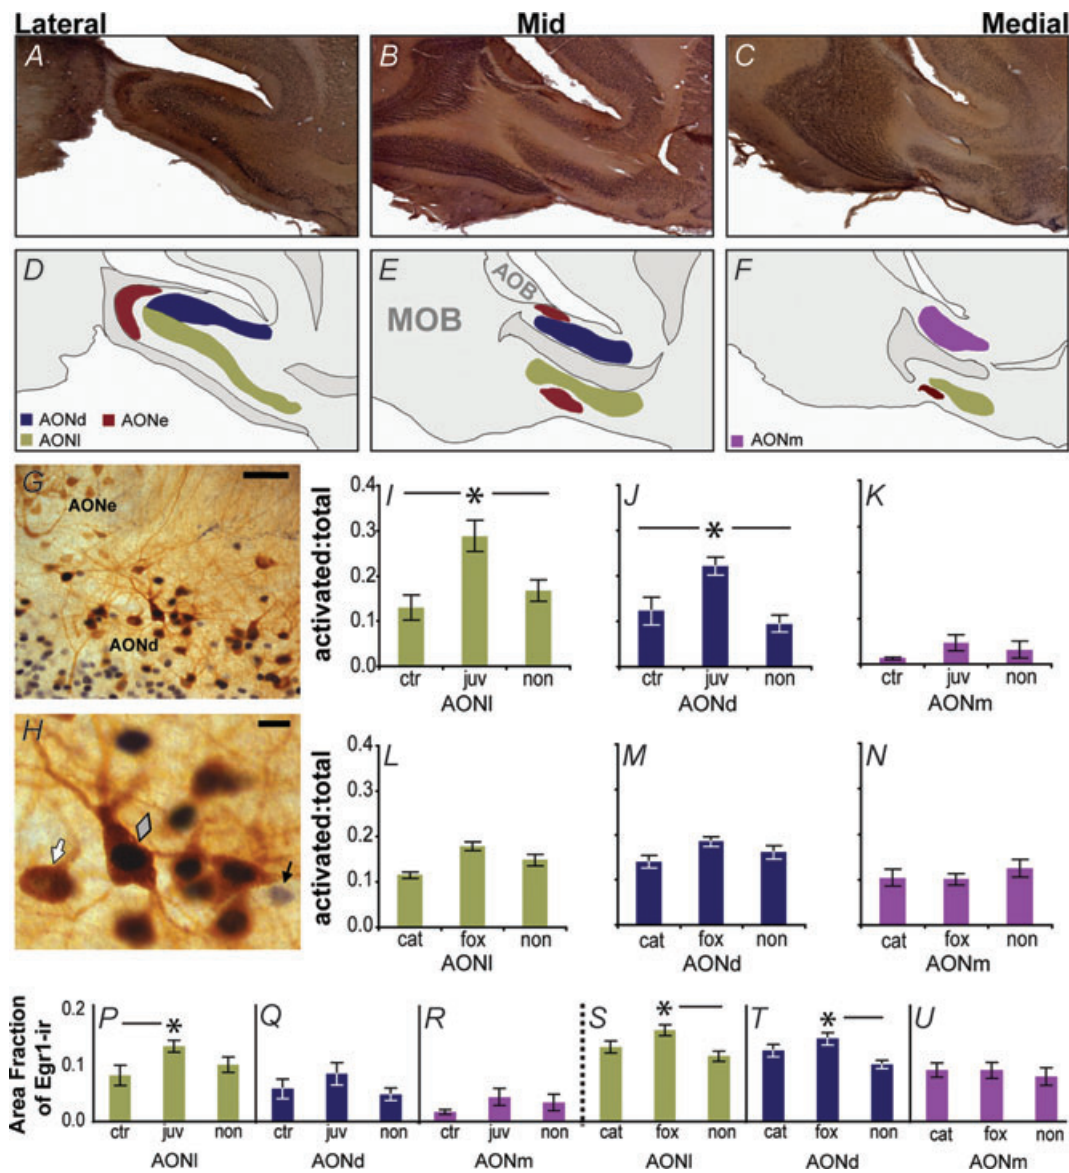 Lateral Mid Medial
A B C
D E F
AOB
MOB
AONd AONe
AONl
AONm
G I J K
AONe
AONd
activated:total
0.4
0.3
0.2
0.1
0.0
* *
ctr juv non ctr juv non ctr juv non
AONl AONd AONm
H L M N
activated:total
0.4
0.3
0.2
0.1
0.0
cat fox non cat fox non cat fox non
AONl AONd AONm
Area Fraction
of Egr1-ir
0.2
0.1
0.0
P Q R S T U
* * *
ctr juv non ctr juv non ctr juv non cat fox non cat fox non cat fox non
AONl AONd AONm AONl AONd AONm